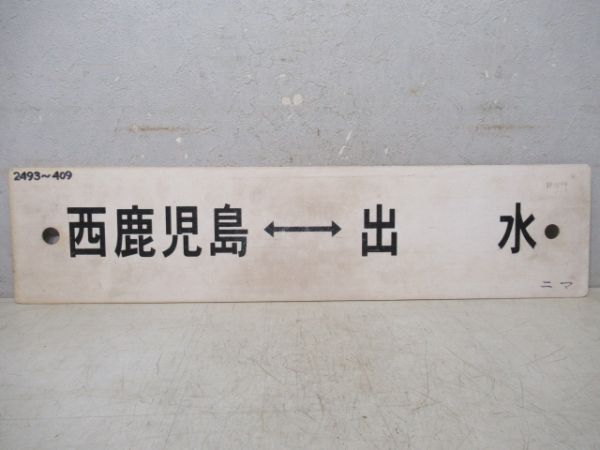 2493～409
西鹿児島 ⟷ 出水
ニマ